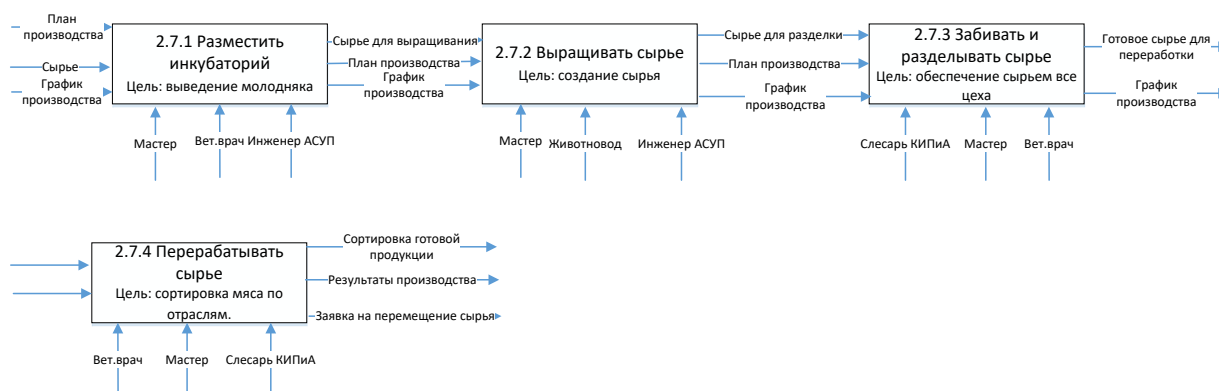 План
производства
Сырье
График
производства
2.7.1 Разместить
инкубаторий
Цель: выведение молодняка
Мастер
Вет.врач
Инженер АСУП
Сырье для выращивания
План производства
График
производства
2.7.2 Выращивать сырье
Цель: создание сырья
Мастер
Животновод
Инженер АСУП
Сырье для разделки
План производства
График
производства
2.7.3 Забивать и
разделывать сырье
Цель: обеспечение сырьем все
цеха
Слесарь КИПиА
Мастер
Вет.врач
Готовое сырье для
переработки
График
производства
2.7.4 Перерабатывать
сырье
Цель: сортировка мяса по
отраслям.
Вет.врач
Мастер
Слесарь КИПиА
Сортировка готовой
продукции
Результаты производства
Заявка на перемещение сырья